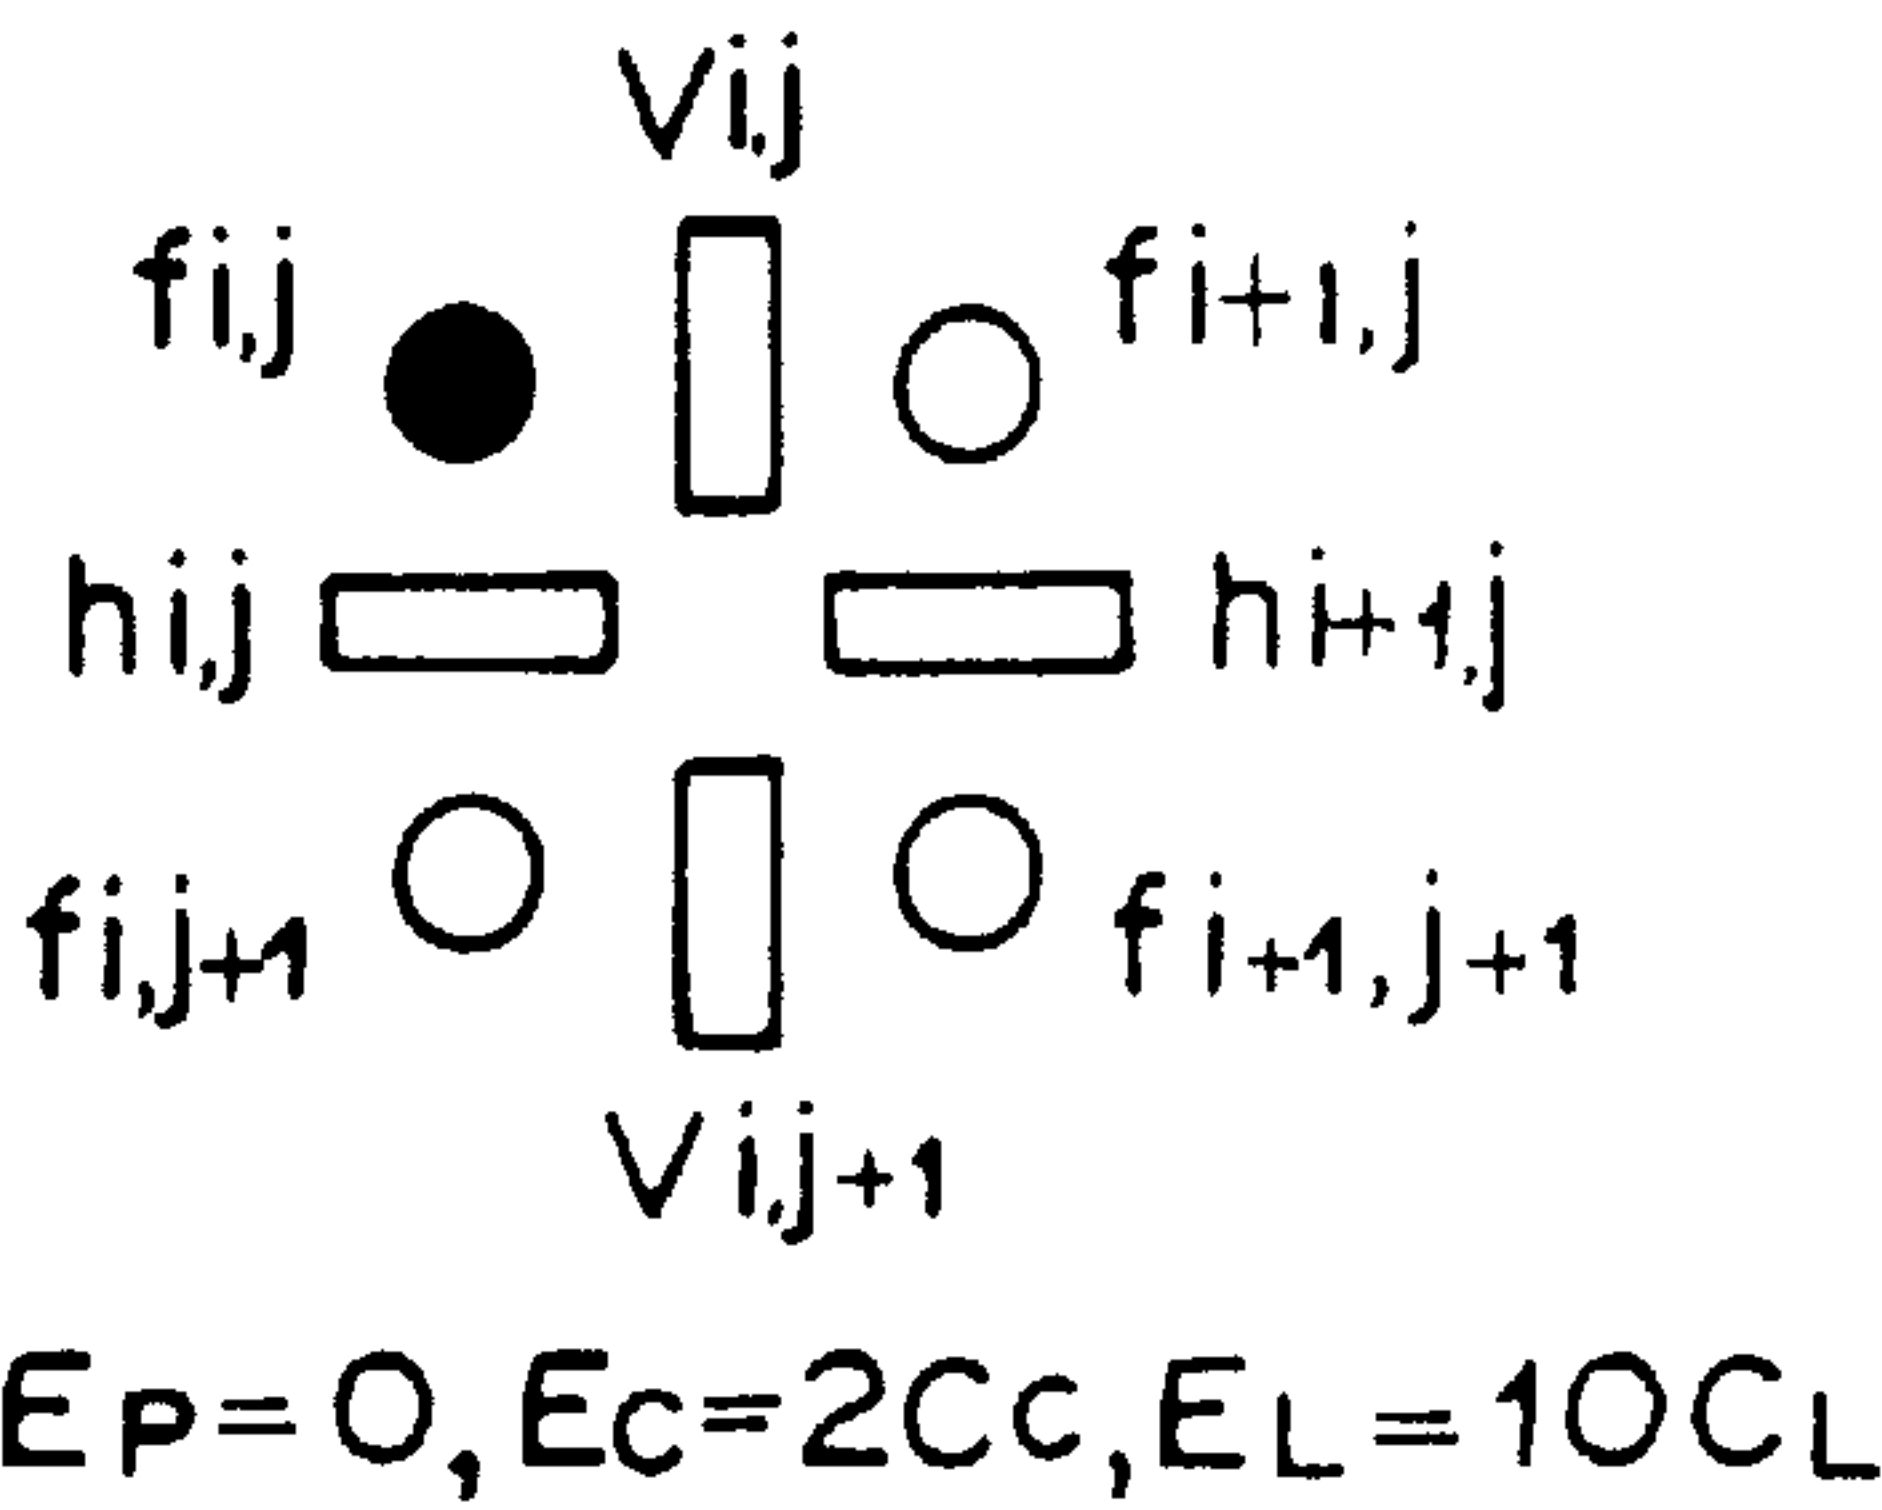 Vi,j
fi,j fi+1,j
hi,j hi+1,j
fi,j+1 fi+1,j+1
Vi,j+1
EP=0,EC=2CC,EL=10CL